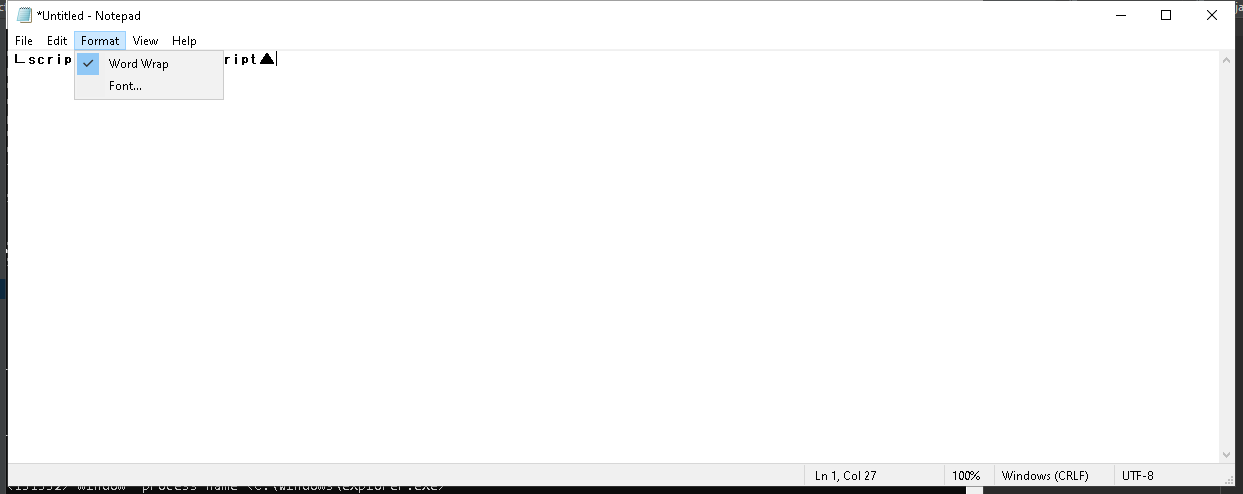 *Untitled - Notepad
File Edit Format View Help
∟scrip ript▲
Word Wrap
Font...
Ln 1, Col 27 100% Windows (CRLF) UTF-8